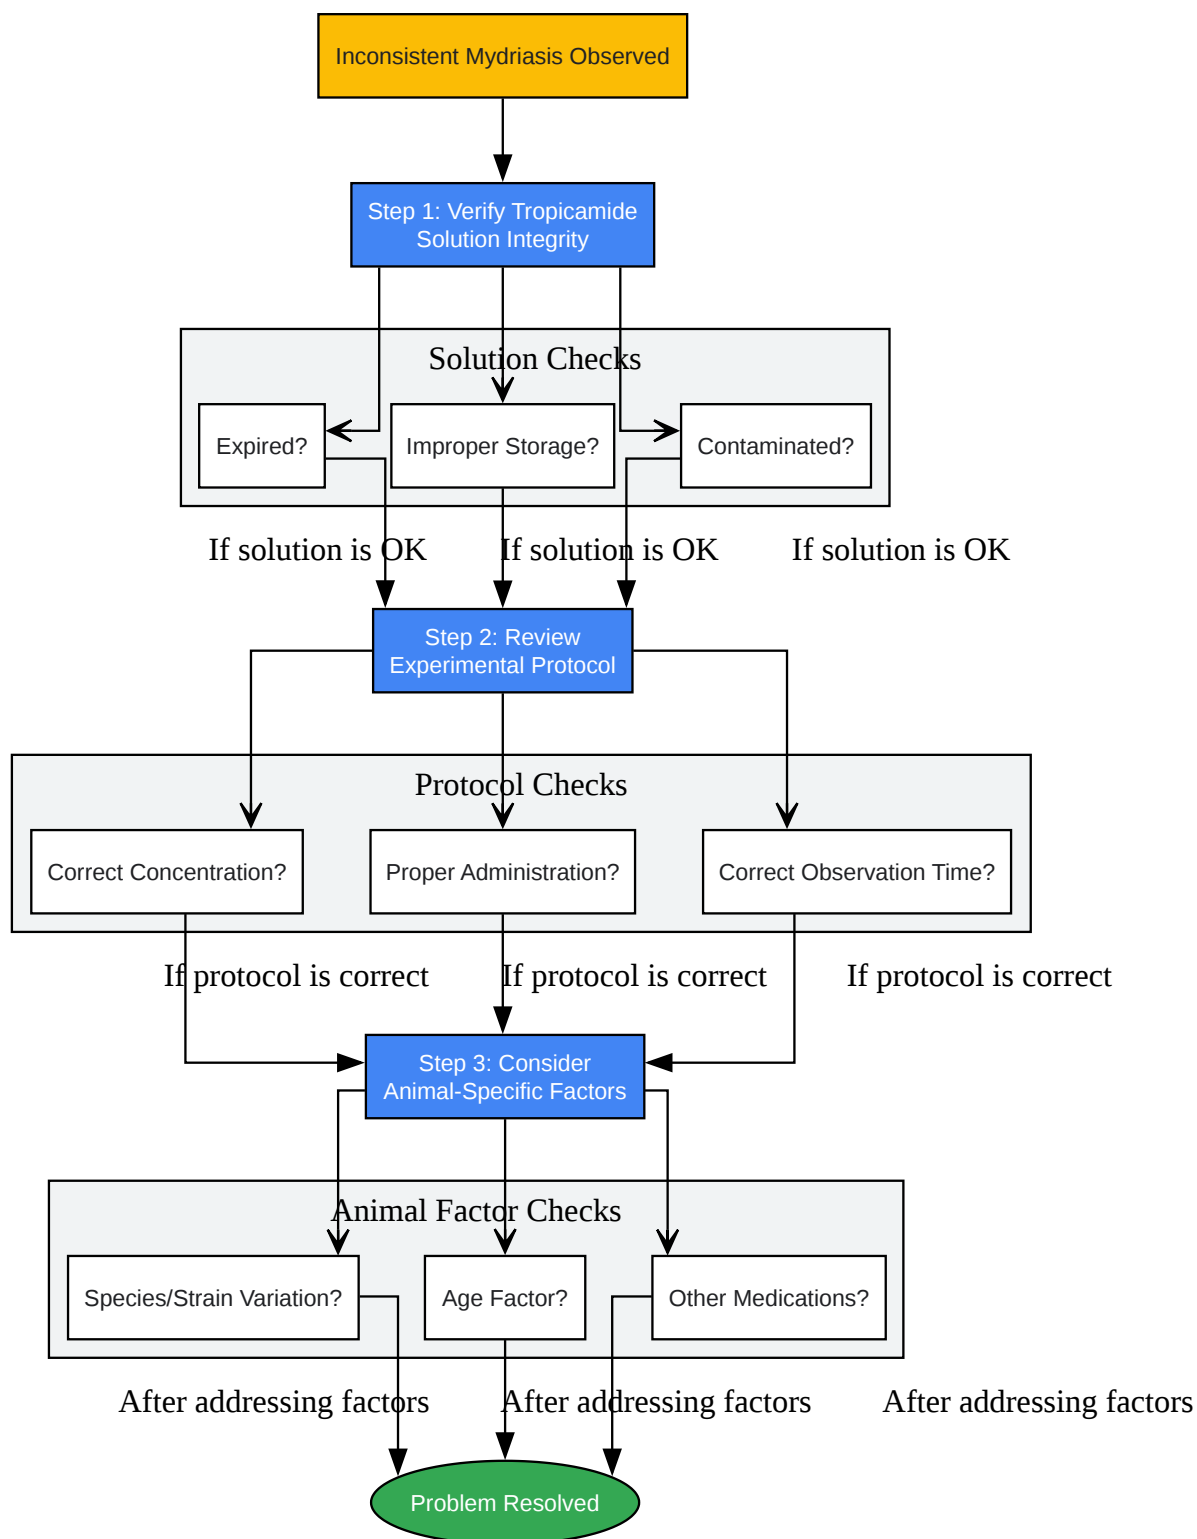 Inconsistent Mydriasis Observed
Step 1: Verify Tropicamide
Solution Integrity
Solution Checks
Expired?
Improper Storage?
Contaminated?
If solution is OK
If solution is OK
If solution is OK
Step 2: Review
Experimental Protocol
Protocol Checks
Correct Concentration?
Proper Administration?
Correct Observation Time?
If protocol is correct
If protocol is correct
If protocol is correct
Step 3: Consider
Animal-Specific Factors
Animal Factor Checks
Species/Strain Variation?
Age Factor?
Other Medications?
After addressing factors
After addressing factors
After addressing factors
Problem Resolved